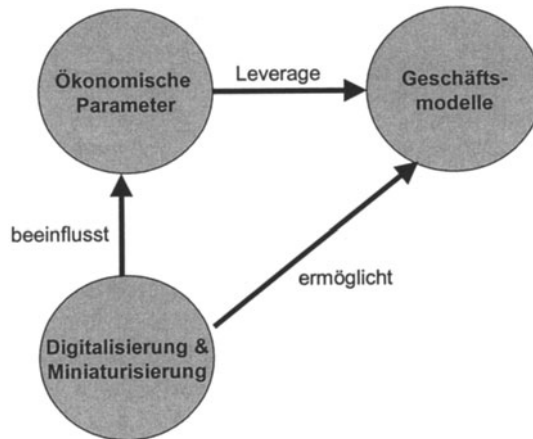 Ökonomische
Parameter
Leverage
Geschäfts-
modelle
beeinflusst
ermöglicht
Digitalisierung &
Miniaturisierung